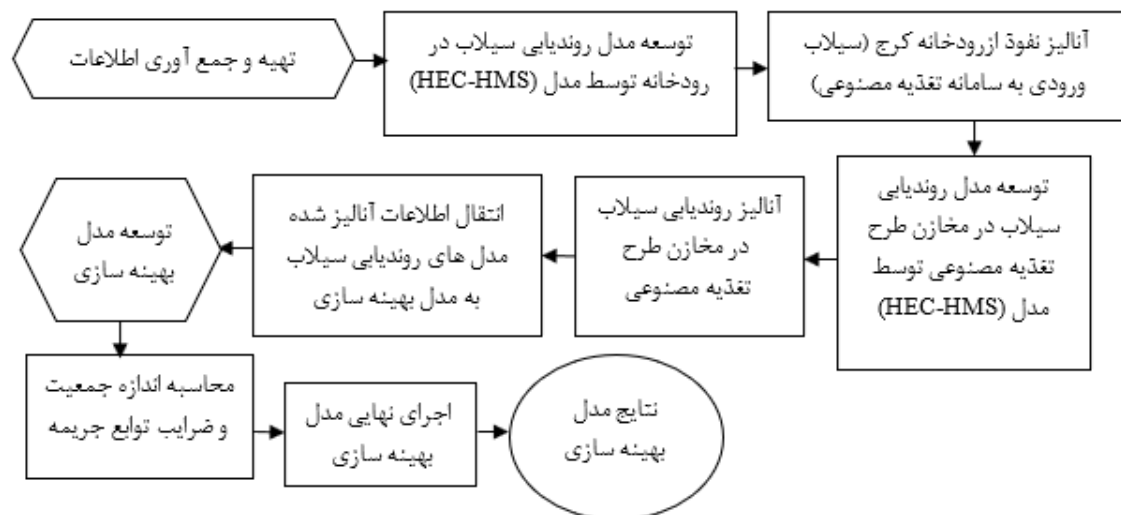 تهیه و جمع آوری اطلاعات
توسعه مدل روندیابی سیلاب در
رودخانه توسط مدل (HEC-HMS)
آنالیز نفوذ ازرودخانه کرج (سیلاب
ورودی به سامانه تغذیه مصنوعی)
توسعه مدل روندیابی
سیلاب در مخازن طرح
تغذیه مصنوعی توسط
مدل (HEC-HMS)
آنالیز روندیابی سیلاب
در مخازن طرح
تغذیه مصنوعی
انتقال اطلاعات آنالیز شده
مدل های روندیابی سیلاب
به مدل بهینه سازی
توسعه مدل
بهینه سازی
محاسبه اندازه جمعیت
و ضرایب توابع جریمه
اجرای نهایی مدل
بهینه سازی
نتایج مدل
بهینه سازی